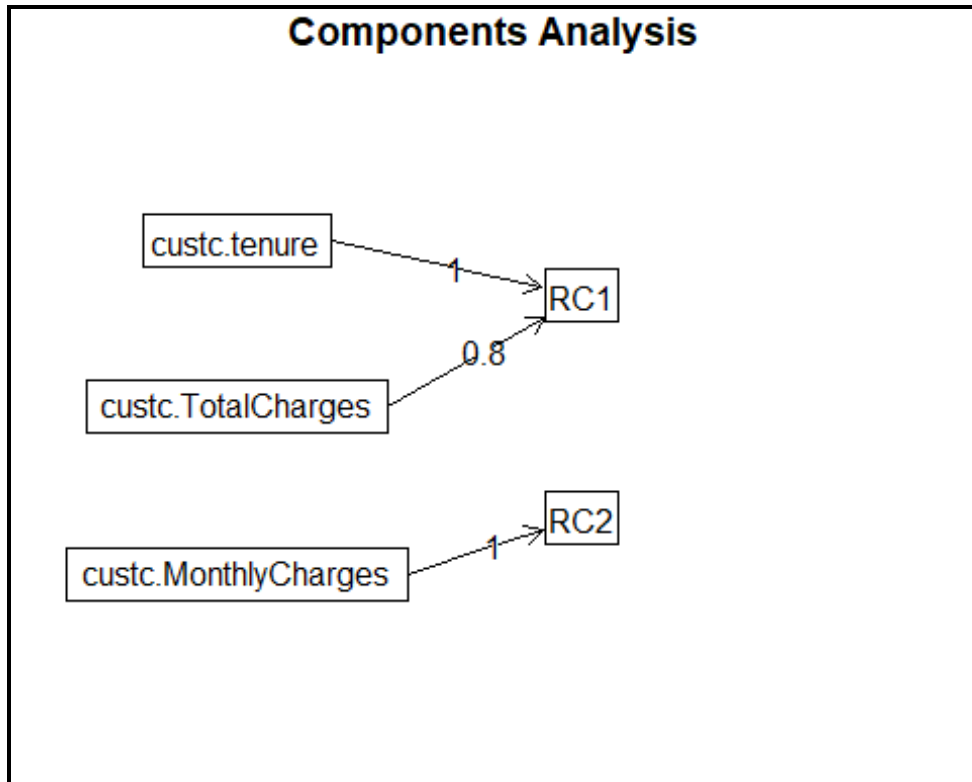 Components Analysis
custc.tenure
1
RC1
0.8
custc.TotalCharges
RC2
1
custc.MonthlyCharges